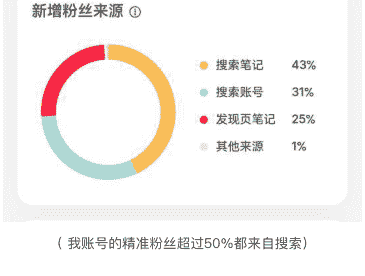 新增粉丝来源
搜索笔记 43%
搜索账号 31%
发现页笔记 25%
其他来源 1%
（ 我账号的精准粉丝超过50%都来自搜索）